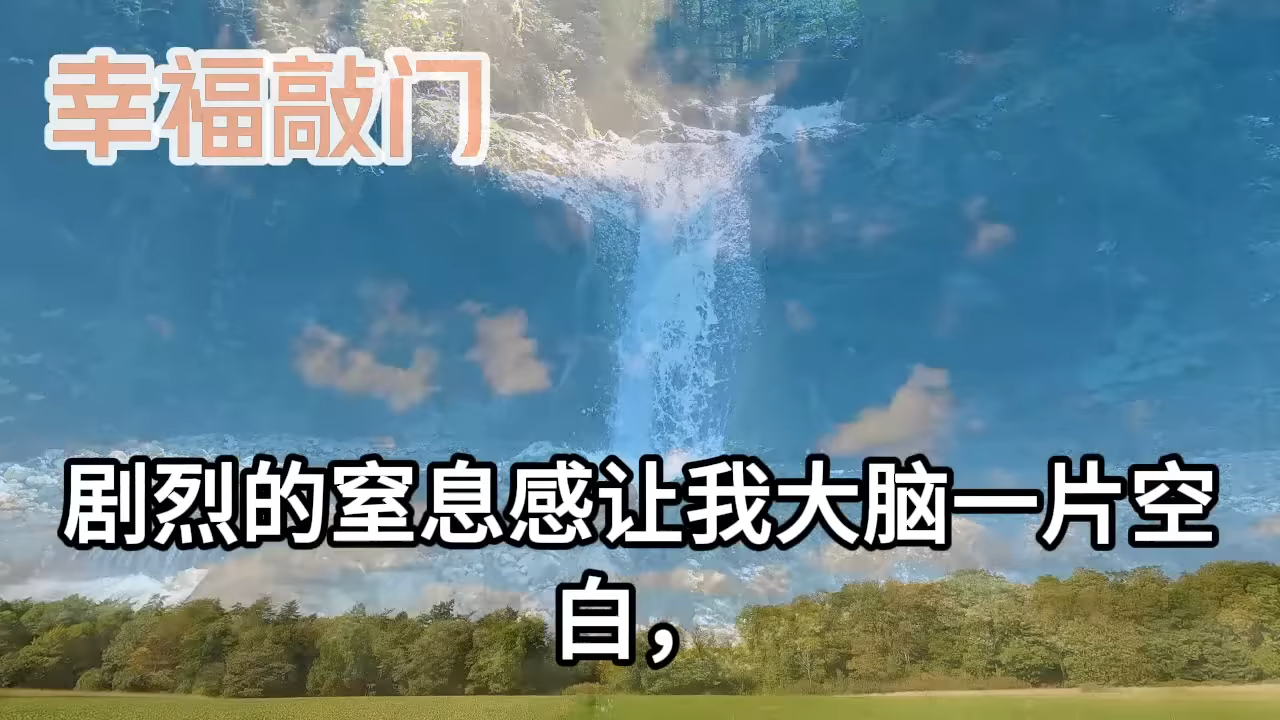 幸福敲门
剧烈的窒息感让我大脑一片空
白，